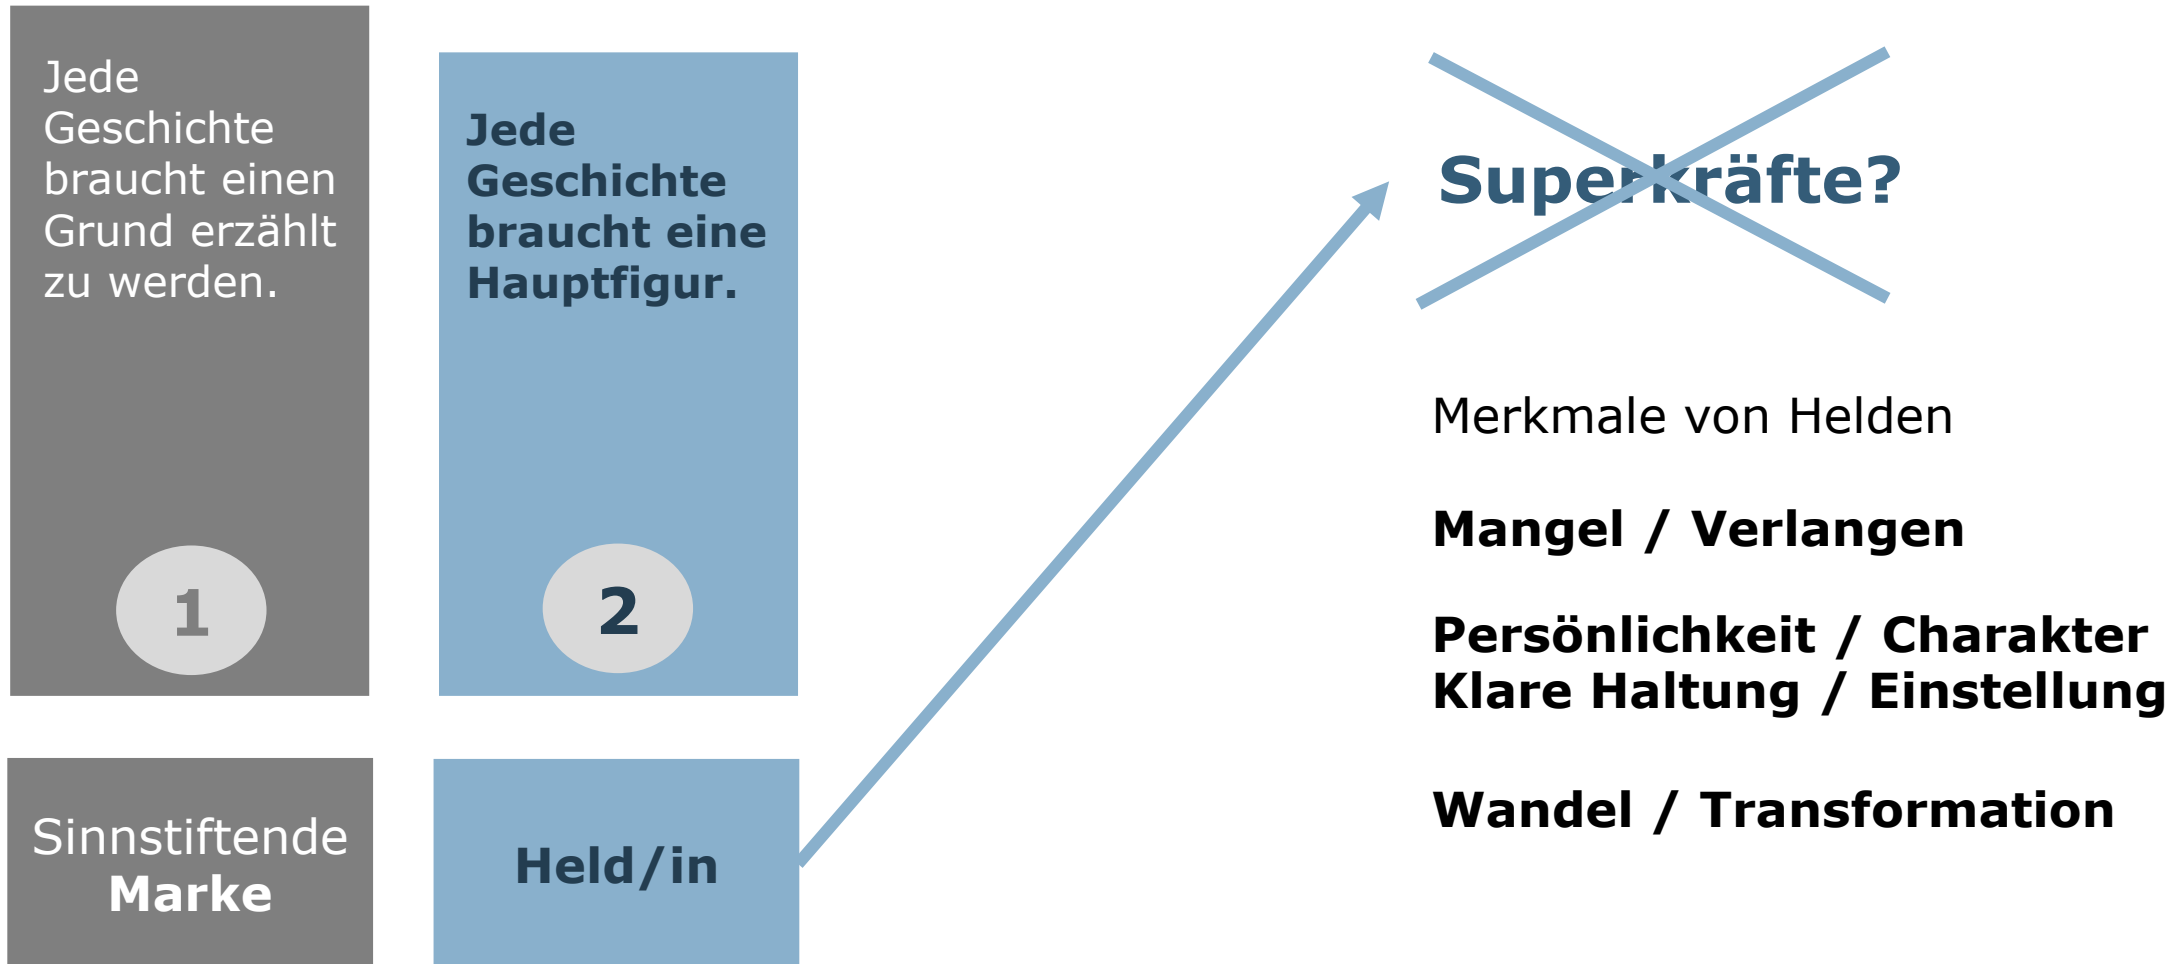 Jede
Geschichte
braucht einen
Grund erzählt
zu werden.
1
Sinnstiftende
Marke
Jede
Geschichte
braucht eine
Hauptfigur.
2
Held/in
Superkräfte?
Merkmale von Helden
Mangel / Verlangen
Persönlichkeit / Charakter
Klare Haltung / Einstellung
Wandel / Transformation